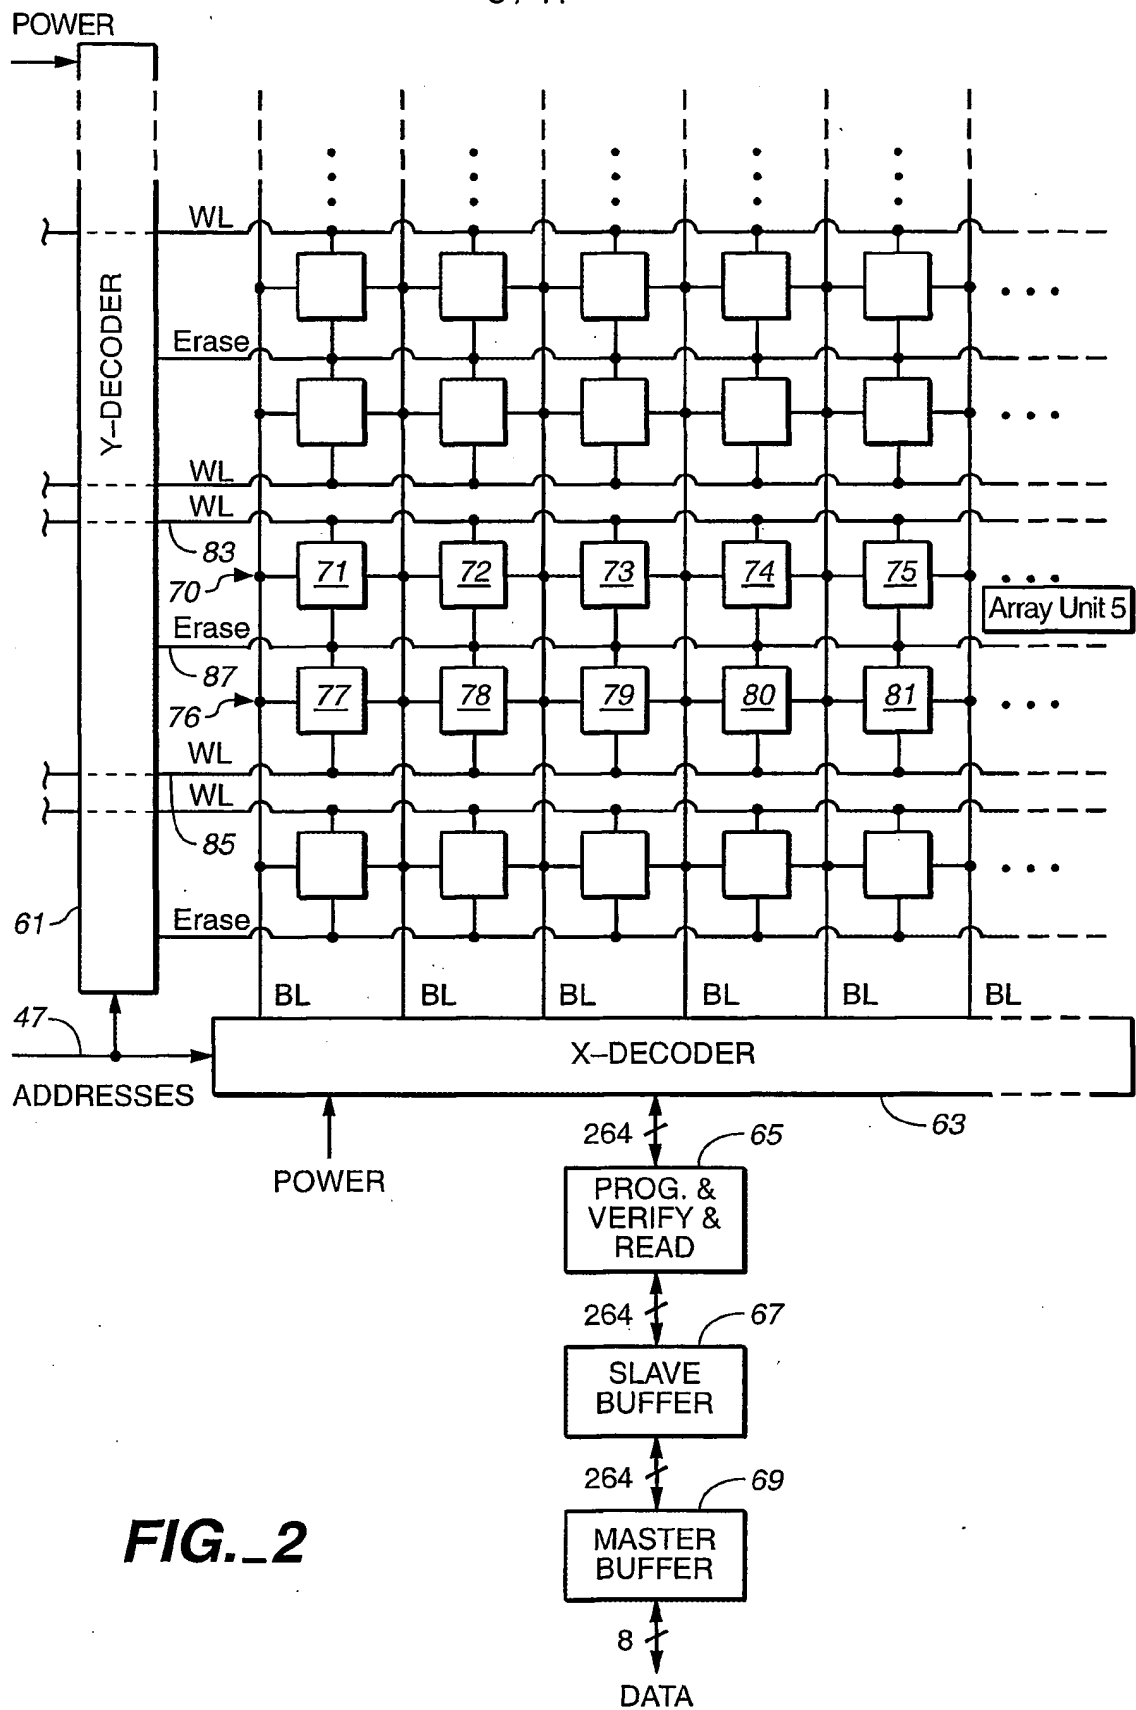 POWER
WL
Y-DECODER
Erase
WL
WL
83
70
71
72
73
74
75
Array Unit 5
Erase
87
76
77
78
79
80
81
WL
WL
85
61
Erase
BL
BL
BL
BL
BL
BL
47
ADDRESSES
X-DECODER
63
POWER
264
65
PROG. &
VERIFY &
READ
264
67
SLAVE
BUFFER
264
69
MASTER
BUFFER
8
DATA
FIG._2